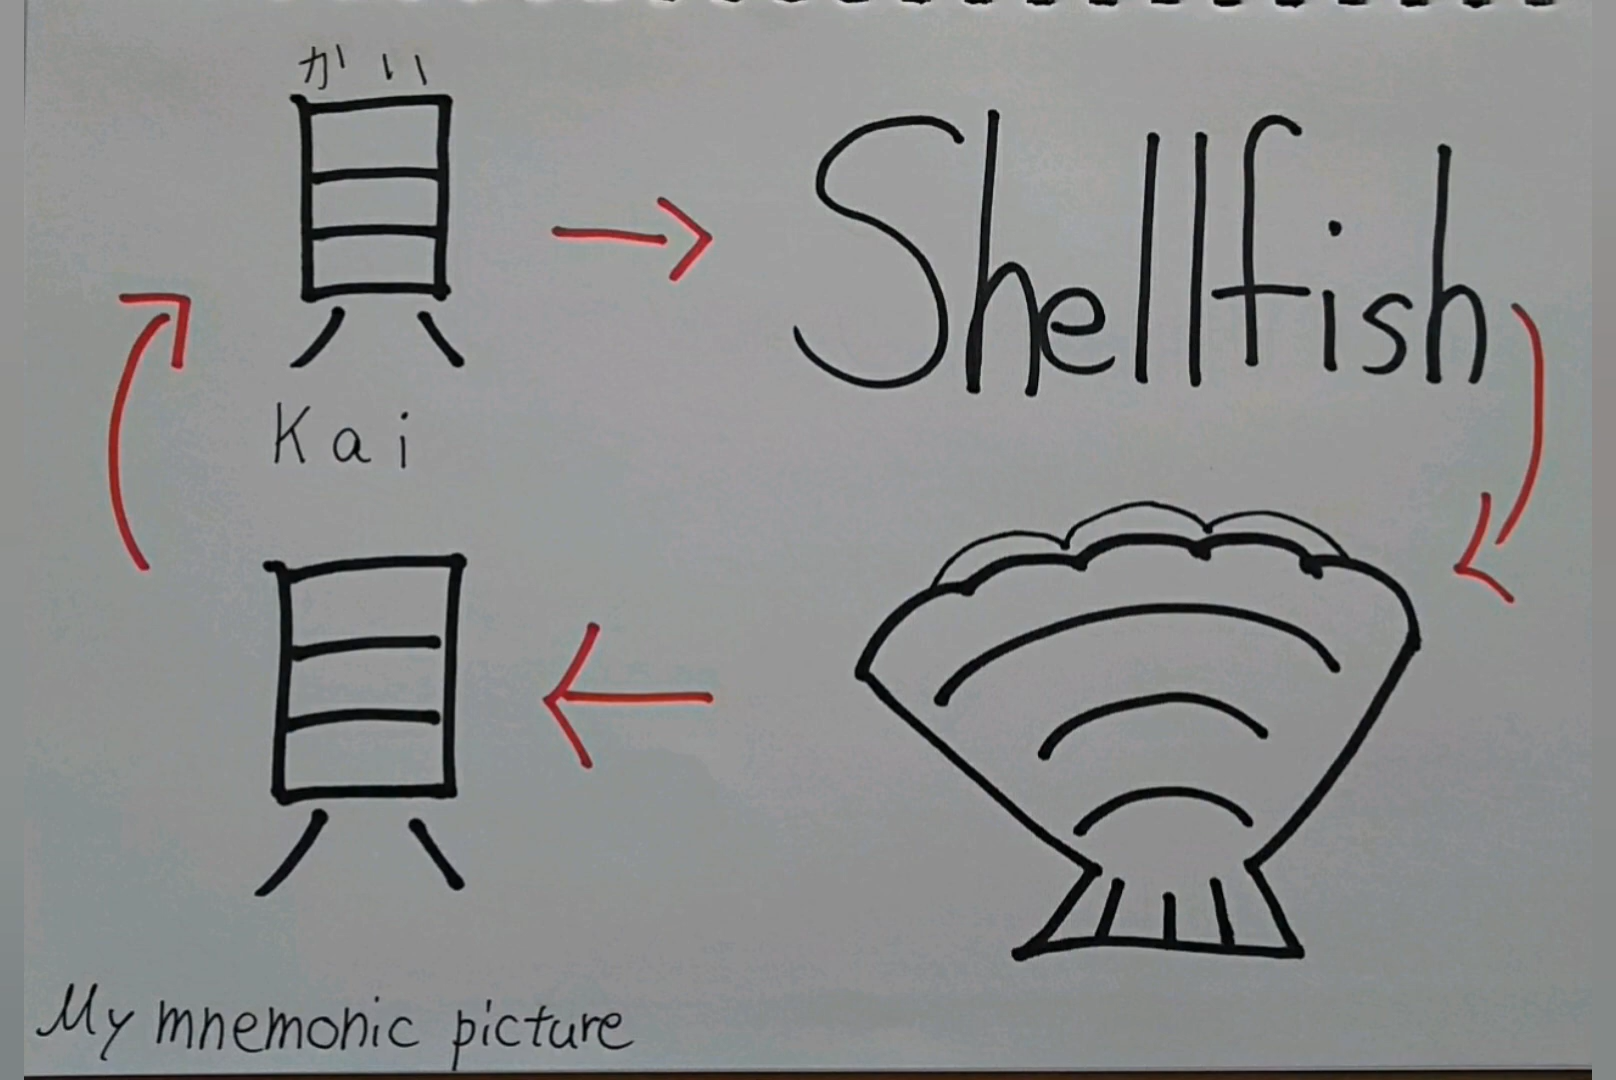 かい
貝
Shellfish
Kai
貝
My mnemonic picture